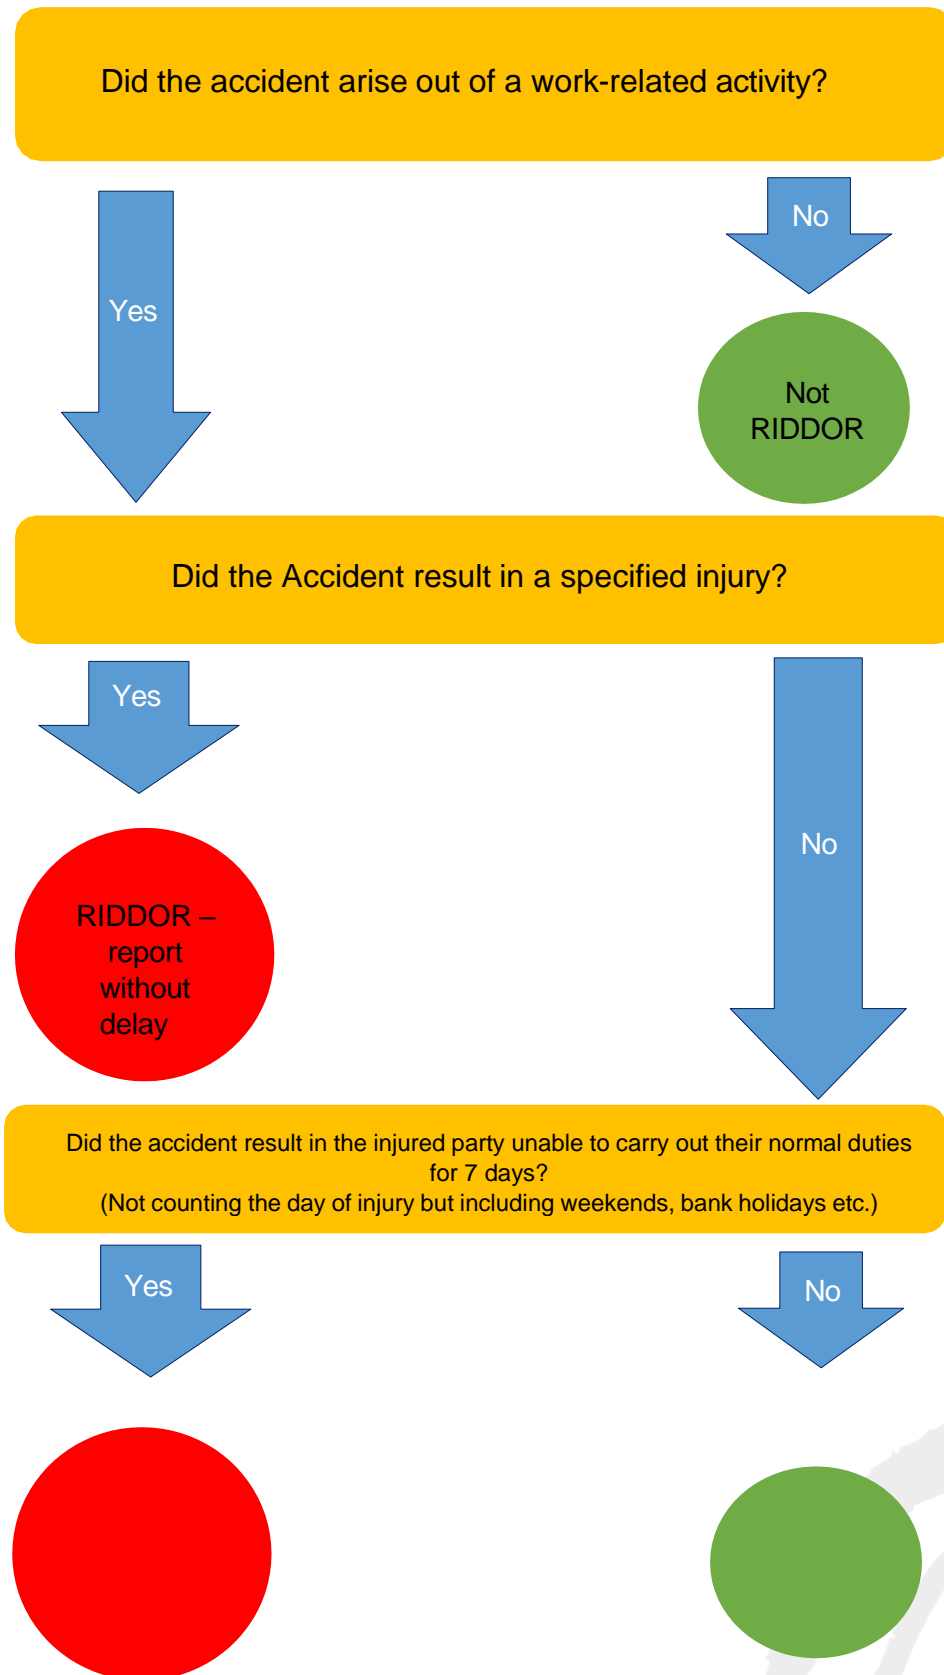 Did the accident arise out of a work-related activity?
No
Yes
Not
RIDDOR
Did the Accident result in a specified injury?
Yes
No
RIDDOR –
report
without
delay
Did the accident result in the injured party unable to carry out their normal duties
for 7 days?
(Not counting the day of injury but including weekends, bank holidays etc.)
Yes
No